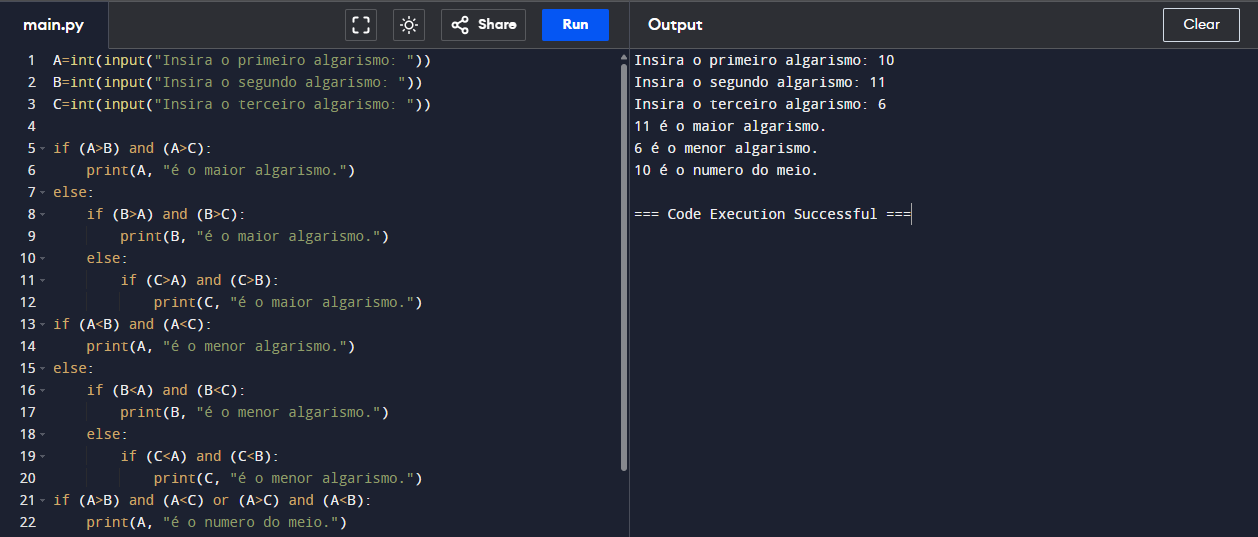 main.py
Share
Run
Output
Clear
1 A=int(input("Insira o primeiro algarismo: "))
2 B=int(input("Insira o segundo algarismo: "))
3 C=int(input("Insira o terceiro algarismo: "))
4
5 if (A>B) and (A>C):
6     print(A, "é o maior algarismo.")
7 else:
8     if (B>A) and (B>C):
9         print(B, "é o maior algarismo.")
10     else:
11         if (C>A) and (C>B):
12             print(C, "é o maior algarismo.")
13 if (A<B) and (A<C):
14     print(A, "é o menor algarismo.")
15 else:
16     if (B<A) and (B<C):
17         print(B, "é o menor algarismo.")
18     else:
19         if (C<A) and (C<B):
20             print(C, "é o menor algarismo.")
21 if (A>B) and (A<C) or (A>C) and (A<B):
22     print(A, "é o numero do meio.")
Insira o primeiro algarismo: 10
Insira o segundo algarismo: 11
Insira o terceiro algarismo: 6
11 é o maior algarismo.
6 é o menor algarismo.
10 é o numero do meio.
=== Code Execution Successful ===